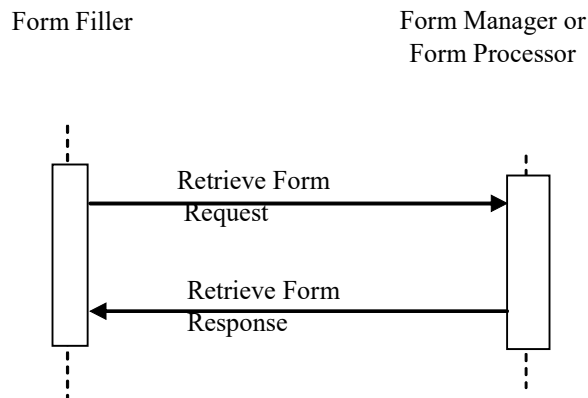 Form Filler
Form Manager or
Form Processor
Retrieve Form
Request
Retrieve Form
Response